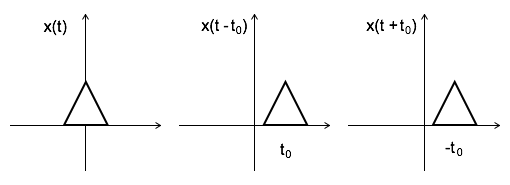 x(t)
x(t - t₀)
x(t + t₀)
t₀
-t₀